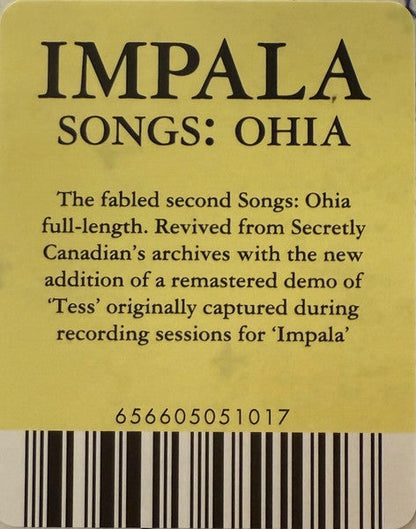 IMPALA
SONGS: OHIA
The fabled second Songs: Ohia
full-length. Revived from Secretly
Canadian's archives with the new
addition of a remastered demo of
‘Tess’ originally captured during
recording sessions for ‘Impala’
656605051017